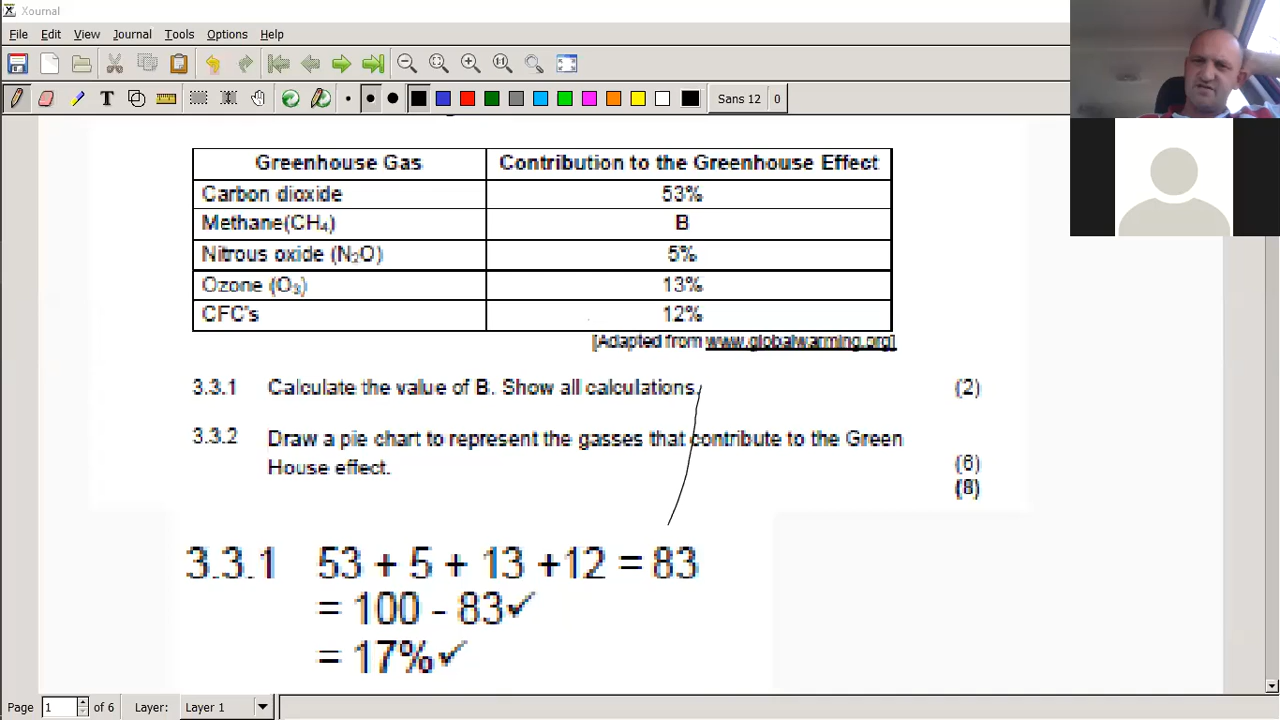 Xournal
File Edit View Journal Tools Options Help
Sans 12 0
Greenhouse Gas Contribution to the Greenhouse Effect
Carbon dioxide 53%
Methane(CH₄) B
Nitrous oxide (N₂O) 5%
Ozone (O₃) 13%
CFC's 12%
[Adapted from www.globalwarming.org]
3.3.1 Calculate the value of B. Show all calculations. (2)
3.3.2 Draw a pie chart to represent the gasses that contribute to the Green
House effect. (6)
(8)
3.3.1 53 + 5 + 13 +12 = 83
= 100 - 83✓
= 17%✓
Page 1 of 6 Layer: Layer 1